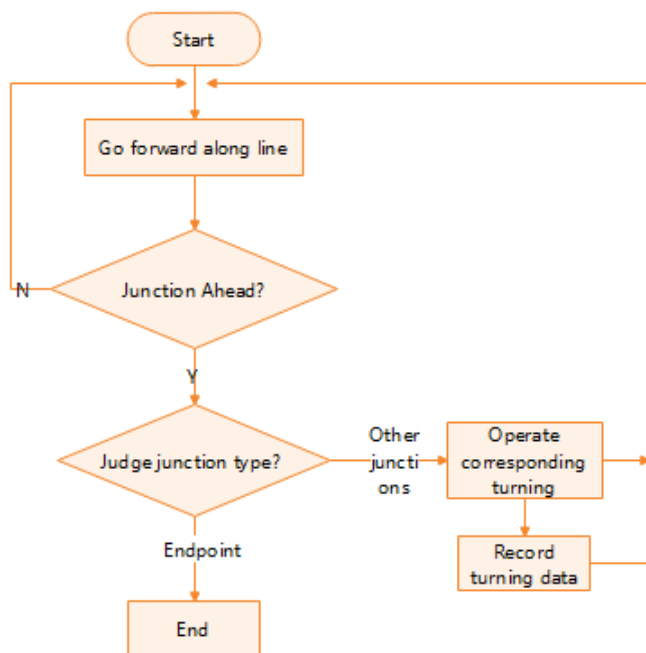 Start
Go forward along line
Junction Ahead?
N
Y
Judge junction type?
Other
juncti
ons
Operate
corresponding
turning
Endpoint
Record
turning data
End